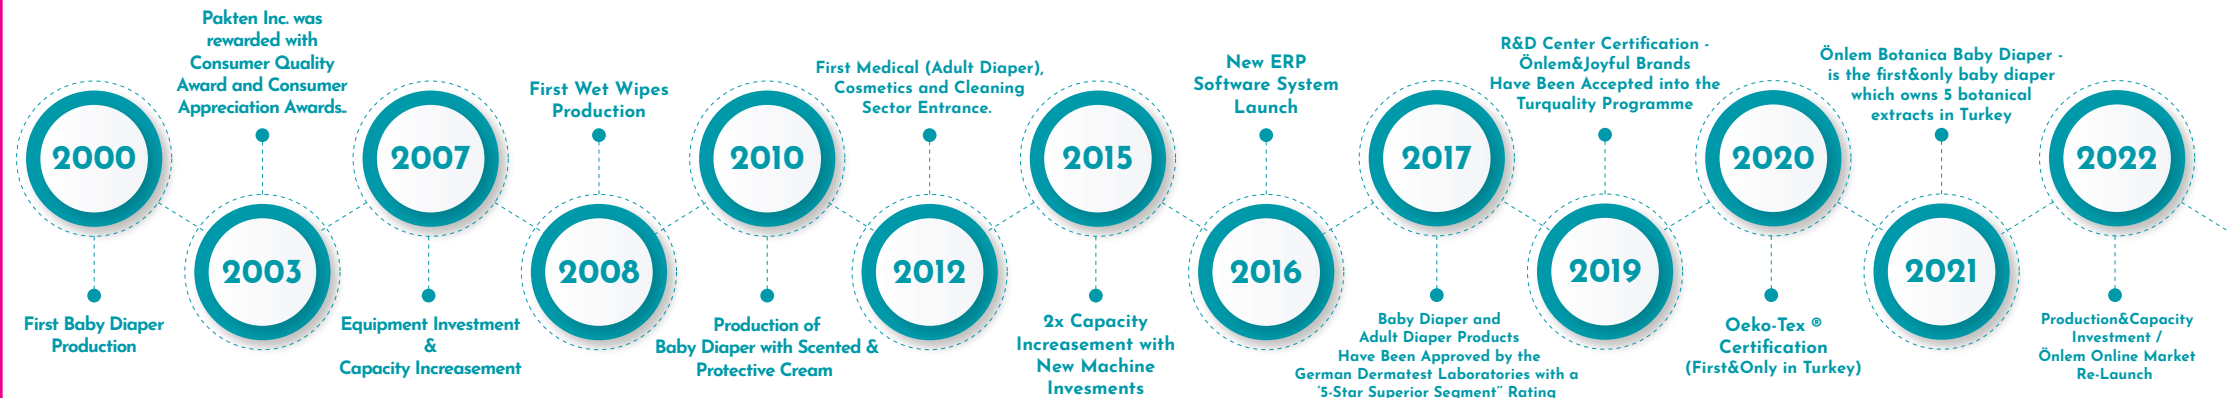 2000
First Baby Diaper
Production
Pakten Inc. was
rewarded with
Consumer Quality
Award and Consumer
Appreciation Awards..
2003
2007
Equipment Investment
&
Capacity Increasement
First Wet Wipes
Production
2008
2010
Production of
Baby Diaper with Scented &
Protective Cream
First Medical (Adult Diaper),
Cosmetics and Cleaning
Sector Entrance.
2012
2015
2x Capacity
Increasement with
New Machine
Invesments
New ERP
Software System
Launch
2016
2017
Baby Diaper and
Adult Diaper Products
Have Been Approved by the
German Dermatest Laboratories with a
"5-Star Superior Segment" Rating
R&D Center Certification -
Önlem&Joyful Brands
Have Been Accepted into the
Turquality Programme
2019
2020
Oeko-Tex ®
Certification
(First&Only in Turkey)
Önlem Botanica Baby Diaper -
is the first&only baby diaper
which owns 5 botanical
extracts in Turkey
2021
2022
Production&Capacity
Investment /
Önlem Online Market
Re-Launch